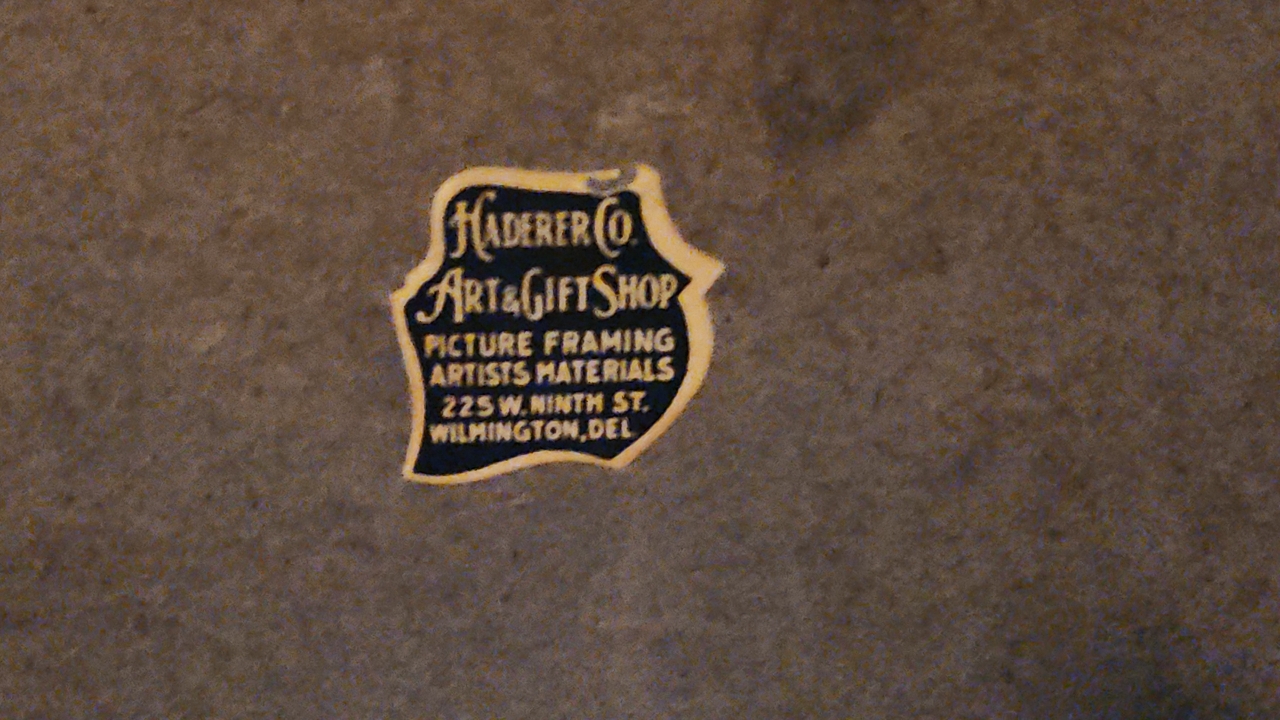 HADERER CO.
ART & GIFT SHOP
PICTURE FRAMING
ARTISTS MATERIALS
225 W. NINTH ST.
WILMINGTON, DEL.